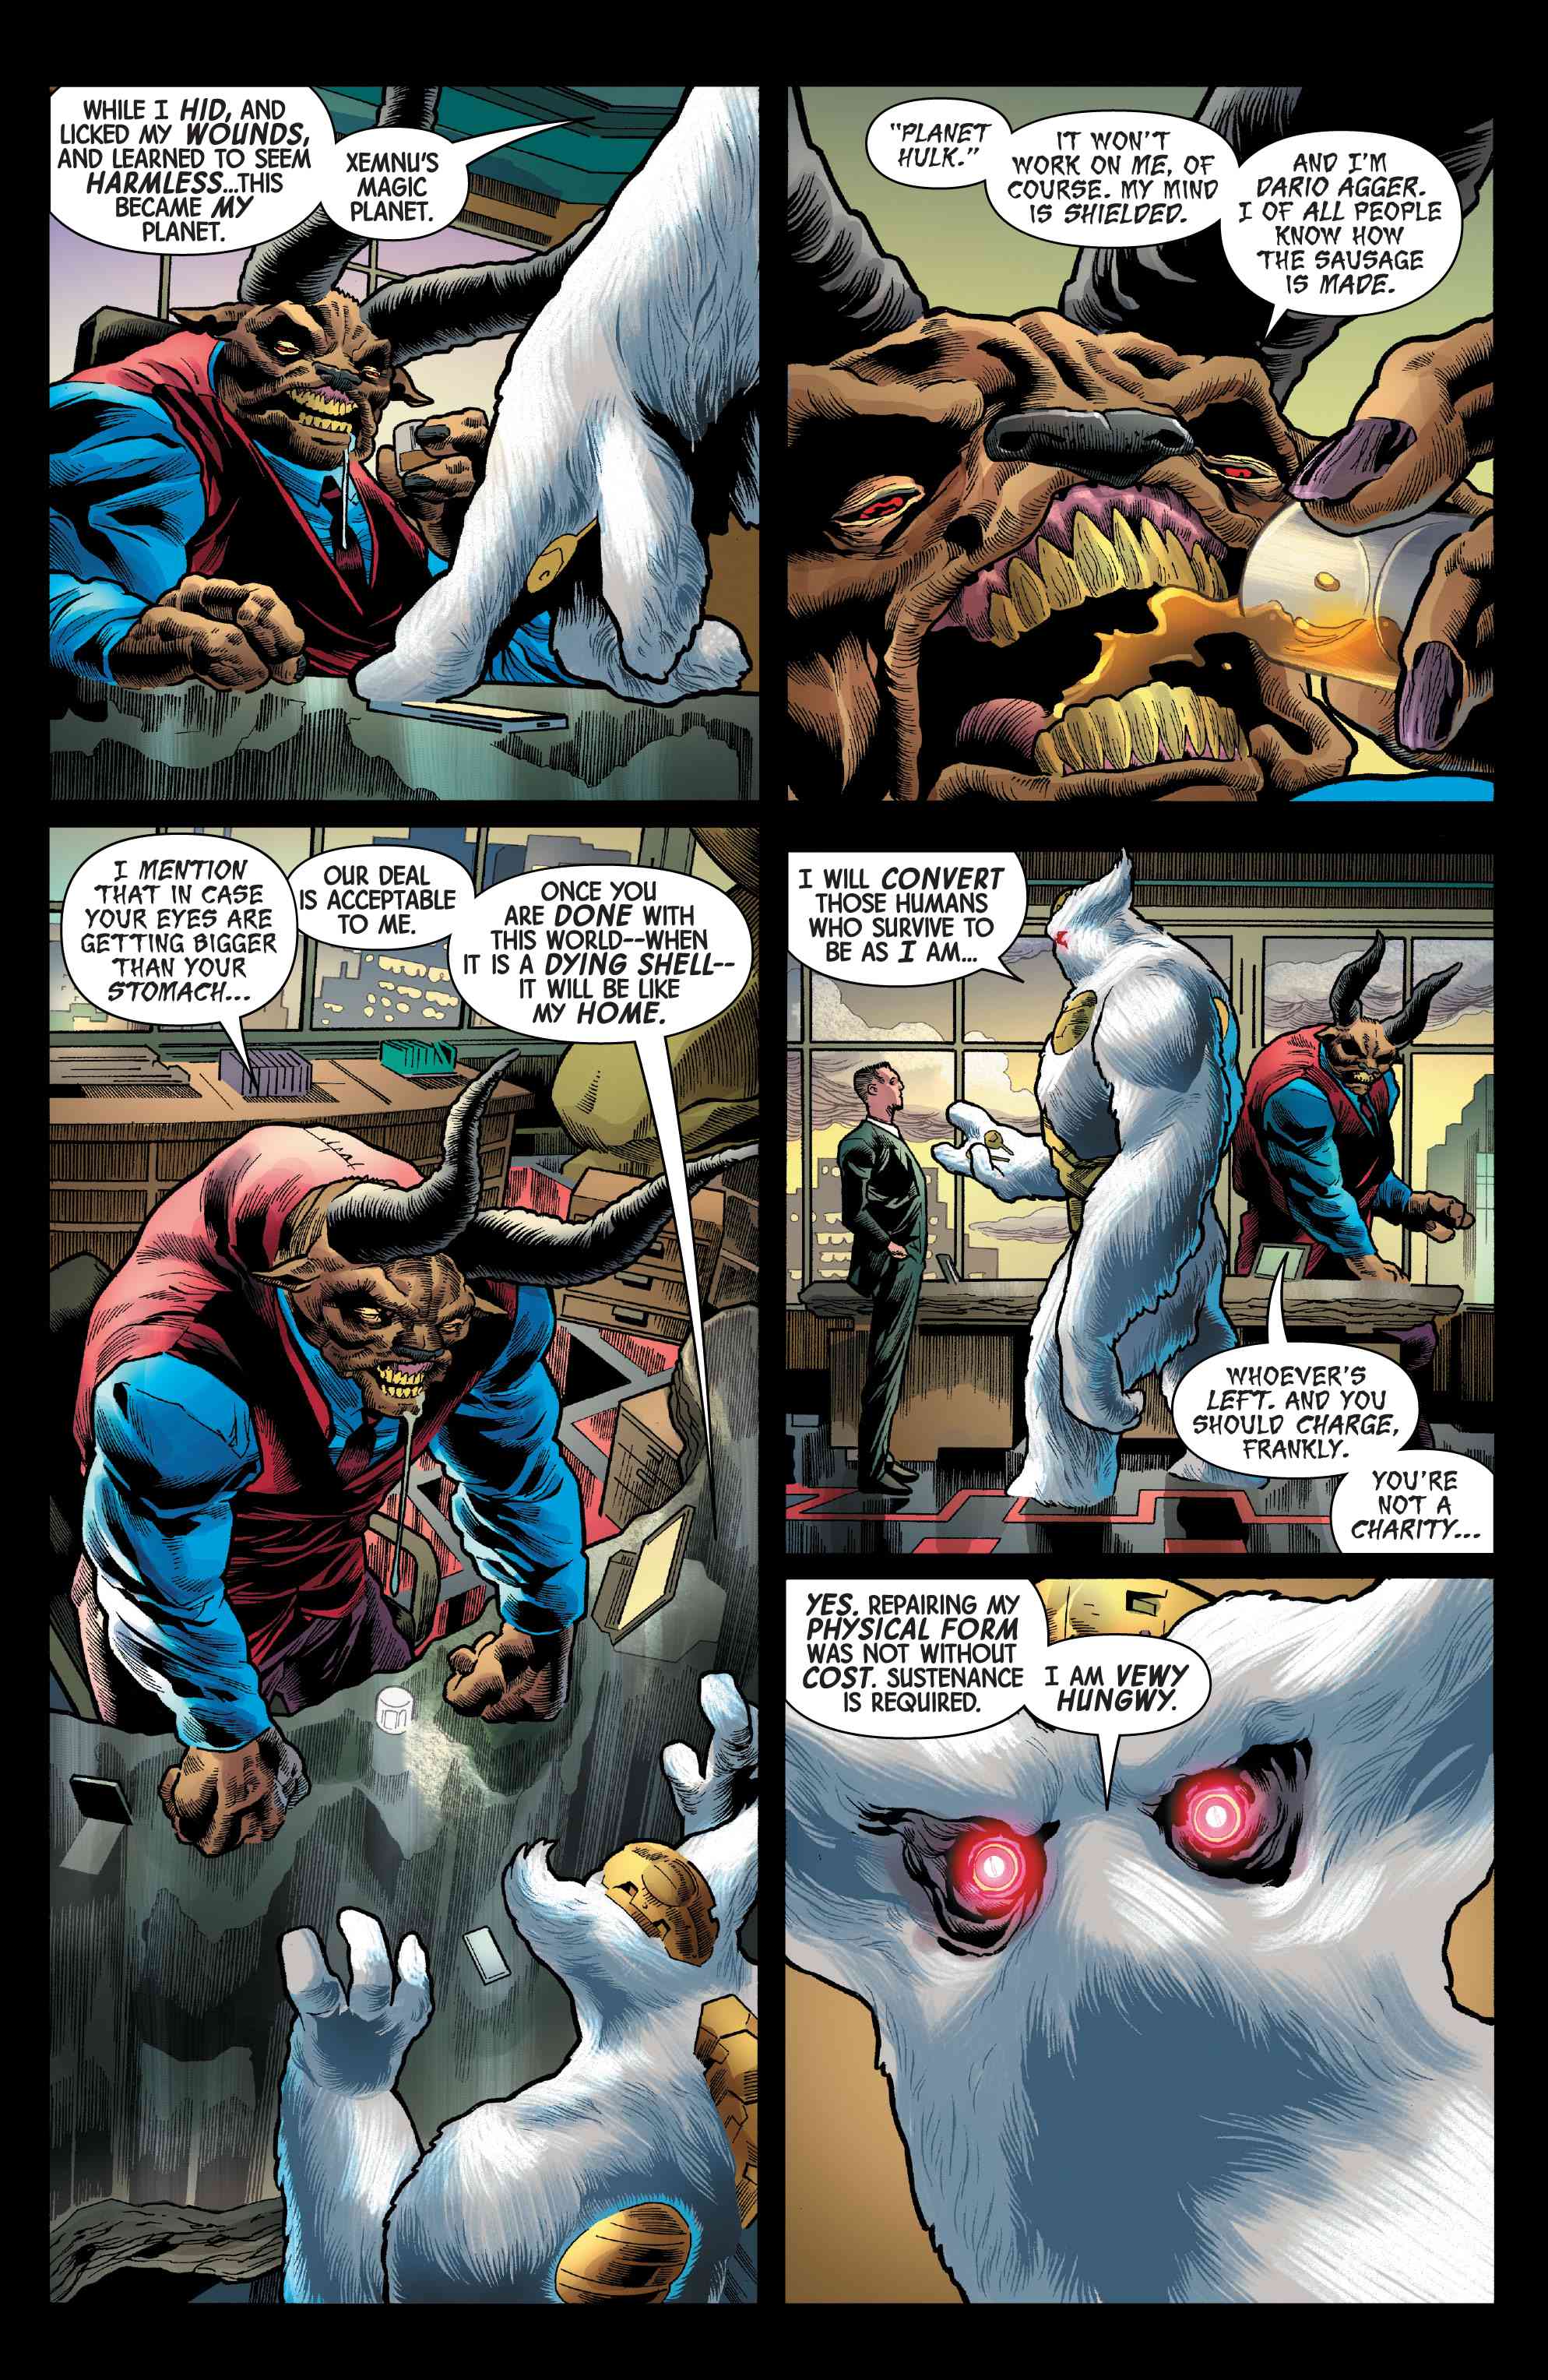 WHILE I HID, AND
LICKED MY WOUNDS,
AND LEARNED TO SEEM
HARMLESS...THIS
BECAME MY
PLANET.
XEMNU'S
MAGIC
PLANET.
"PLANET
HULK."
IT WON'T
WORK ON ME, OF
COURSE. MY MIND
IS SHIELDED.
AND I'M
DARIO AGGER.
I OF ALL PEOPLE
KNOW HOW
THE SAUSAGE
IS MADE.
I MENTION
THAT IN CASE
YOUR EYES ARE
GETTING BIGGER
THAN YOUR
STOMACH...
OUR DEAL
IS ACCEPTABLE
TO ME.
ONCE YOU
ARE DONE WITH
THIS WORLD--WHEN
IT IS A DYING SHELL--
IT WILL BE LIKE
MY HOME.
I WILL CONVERT
THOSE HUMANS
WHO SURVIVE TO
BE AS I AM...
WHOEVER'S
LEFT. AND YOU
SHOULD CHARGE,
FRANKLY.
YOU'RE
NOT A
CHARITY...
YES. REPAIRING MY
PHYSICAL FORM
WAS NOT WITHOUT
COST. SUSTENANCE
IS REQUIRED.
I AM VEWY
HUNGWY.